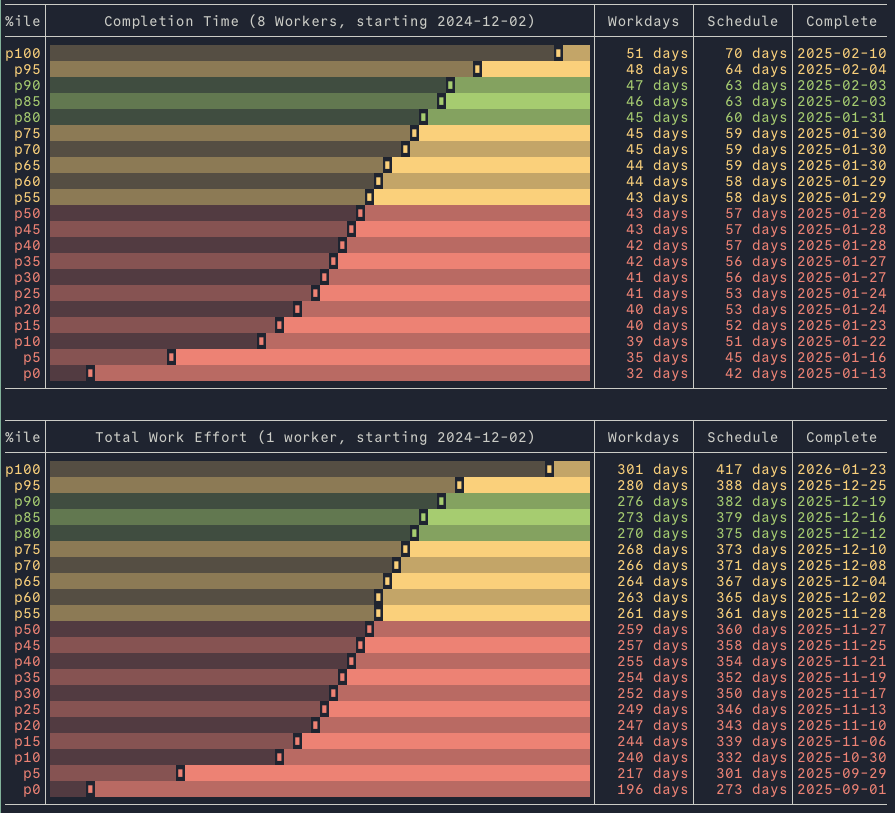 %ile Completion Time (8 Workers, starting 2024-12-02) Workdays Schedule Complete
p100 51 days 70 days 2025-02-10
p95 48 days 64 days 2025-02-04
p90 47 days 63 days 2025-02-03
p85 46 days 63 days 2025-02-03
p80 45 days 60 days 2025-01-31
p75 45 days 59 days 2025-01-30
p70 45 days 59 days 2025-01-30
p65 44 days 59 days 2025-01-30
p60 44 days 58 days 2025-01-29
p55 43 days 58 days 2025-01-29
p50 43 days 57 days 2025-01-28
p45 43 days 57 days 2025-01-28
p40 42 days 57 days 2025-01-28
p35 42 days 56 days 2025-01-27
p30 41 days 56 days 2025-01-27
p25 41 days 53 days 2025-01-24
p20 40 days 53 days 2025-01-24
p15 40 days 52 days 2025-01-23
p10 39 days 51 days 2025-01-22
p5 35 days 45 days 2025-01-16
p0 32 days 42 days 2025-01-13
%ile Total Work Effort (1 worker, starting 2024-12-02) Workdays Schedule Complete
p100 301 days 417 days 2026-01-23
p95 280 days 388 days 2025-12-25
p90 276 days 382 days 2025-12-19
p85 273 days 379 days 2025-12-16
p80 270 days 375 days 2025-12-12
p75 268 days 373 days 2025-12-10
p70 266 days 371 days 2025-12-08
p65 264 days 367 days 2025-12-04
p60 263 days 365 days 2025-12-02
p55 261 days 361 days 2025-11-28
p50 259 days 360 days 2025-11-27
p45 257 days 358 days 2025-11-25
p40 255 days 354 days 2025-11-21
p35 254 days 352 days 2025-11-19
p30 252 days 350 days 2025-11-17
p25 249 days 346 days 2025-11-13
p20 247 days 343 days 2025-11-10
p15 244 days 339 days 2025-11-06
p10 240 days 332 days 2025-10-30
p5 217 days 301 days 2025-09-29
p0 196 days 273 days 2025-09-01